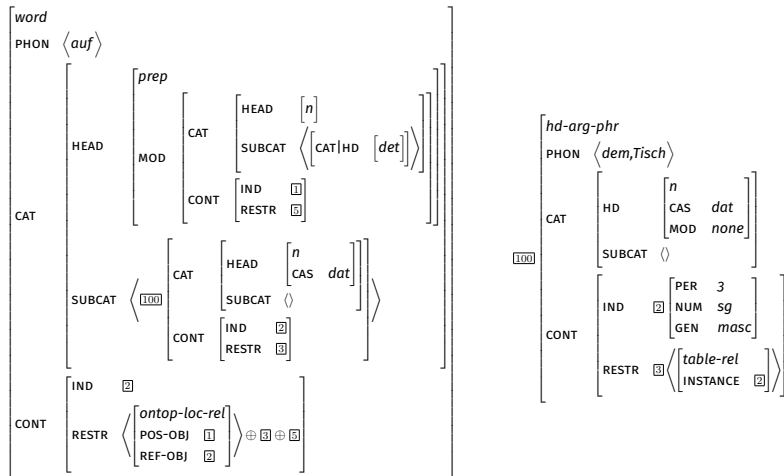 word
PHON ⟨auf⟩
prep
HEAD [n]
CAT
SUBCAT ⟨[CAT|HD [det]]⟩
HEAD
MOD
IND 1
CONT
RESTR 5
CAT
n
HEAD
CAS dat
CAT
SUBCAT ⟨⟩
SUBCAT ⟨ 100
IND 2
CONT
RESTR 3
IND 2
ontop-loc-rel
CONT
RESTR ⟨[POS-OBJ 1]⟩ ⊕ 3 ⊕ 5
REF-OBJ 2
hd-arg-phr
PHON ⟨dem,Tisch⟩
n
HD
CAS dat
CAT
MOD none
SUBCAT ⟨⟩
100
PER 3
IND 2
NUM sg
GEN masc
CONT
table-rel
RESTR 3
INSTANCE 2